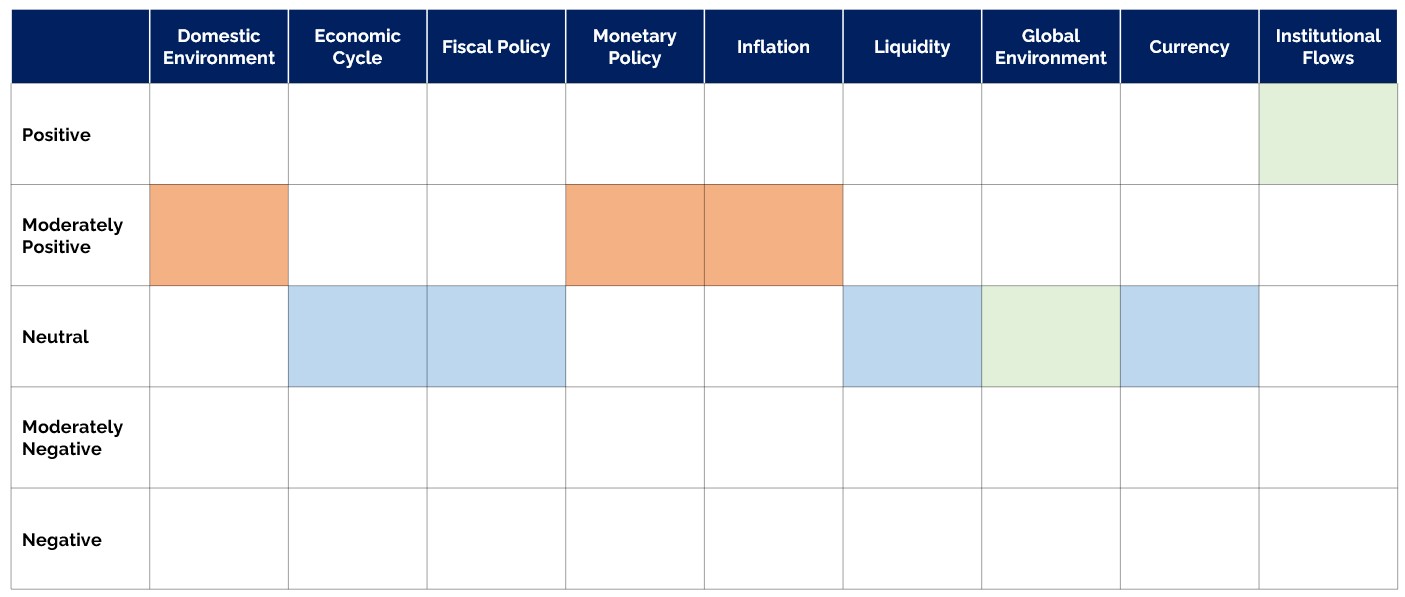 Domestic
Environment
Economic
Cycle
Fiscal Policy
Monetary
Policy
Inflation
Liquidity
Global
Environment
Currency
Institutional
Flows
Positive
Moderately
Positive
Neutral
Moderately
Negative
Negative